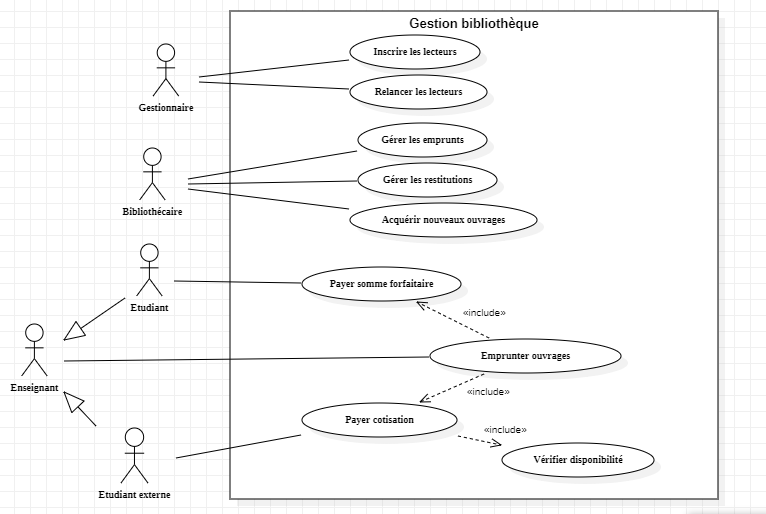 Gestion bibliothèque
Inscrire les lecteurs
Relancer les lecteurs
Gestionnaire
Gérer les emprunts
Gérer les restitutions
Bibliothécaire
Acquérir nouveaux ouvrages
Payer somme forfaitaire
Etudiant
«include»
Emprunter ouvrages
Enseignant
«include»
Payer cotisation
«include»
Vérifier disponibilité
Etudiant externe